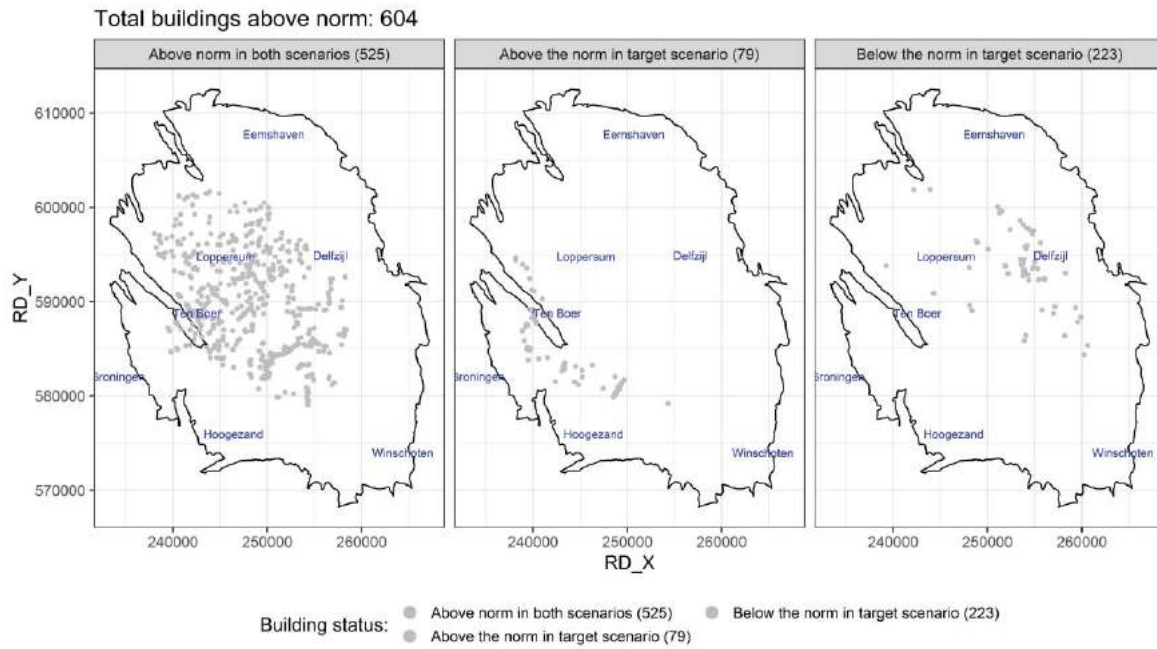 Total buildings above norm: 604
Above norm in both scenarios (525)
Above the norm in target scenario (79)
Below the norm in target scenario (223)
610000
600000
590000
580000
570000
RD_Y
Eemshaven
Loppersum
Delfzijl
Ten Boer
Groningen
Hoogezand
Winschoten
Eemshaven
Loppersum
Delfzijl
Ten Boer
Groningen
Hoogezand
Winschoten
Eemshaven
Loppersum
Delfzijl
Ten Boer
Groningen
Hoogezand
Winschoten
240000 250000 260000
240000 250000 260000
240000 250000 260000
RD_X
Building status:
Above norm in both scenarios (525)
Below the norm in target scenario (223)
Above the norm in target scenario (79)